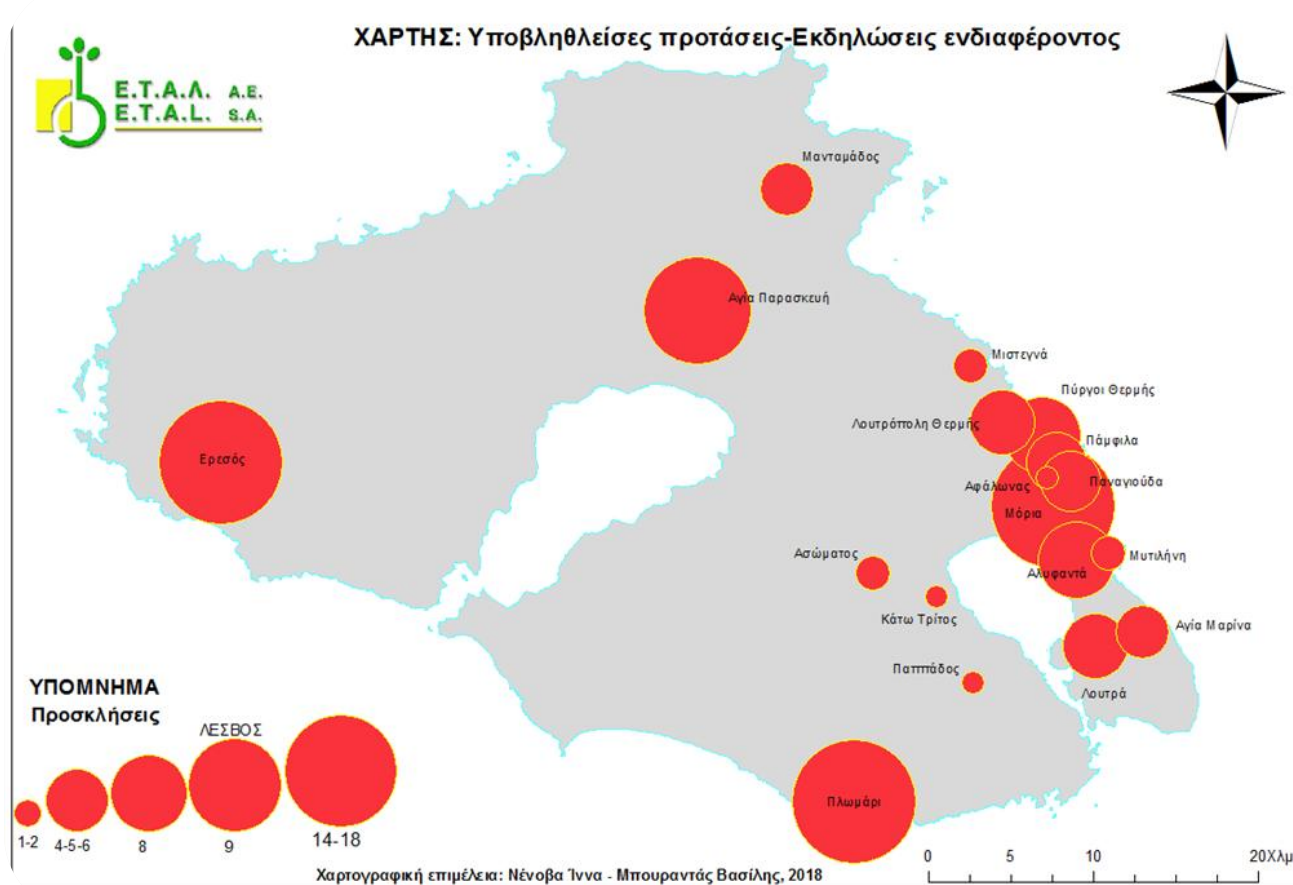 ΧΑΡΤΗΣ: Υποβληθλείσες προτάσεις-Εκδηλώσεις ενδιαφέροντος
Ε.Τ.Α.Λ. Α.Ε.
E.T.A.L. S.A.
Μανταμάδος
Αγία Παρασκευή
Μιστεγνά
Πύργοι Θερμής
Λουτρόπολη Θερμής
Πάμφιλα
Ερεσός
Αφάλωνας
Παναγιούδα
Μόρια
Ασώματος
Μυτιλήνη
Αλυφαντά
Κάτω Τρίτος
Αγία Μαρίνα
Παππάδος
Λουτρά
Πλωμάρι
ΥΠΟΜΝΗΜΑ
Προσκλήσεις
ΛΕΣΒΟΣ
1-2 4-5-6 8 9 14-18
0 5 10 20Χλμ
Χαρτογραφική επιμέλεια: Νένοβα Ίννα - Μπουραντάς Βασίλης, 2018